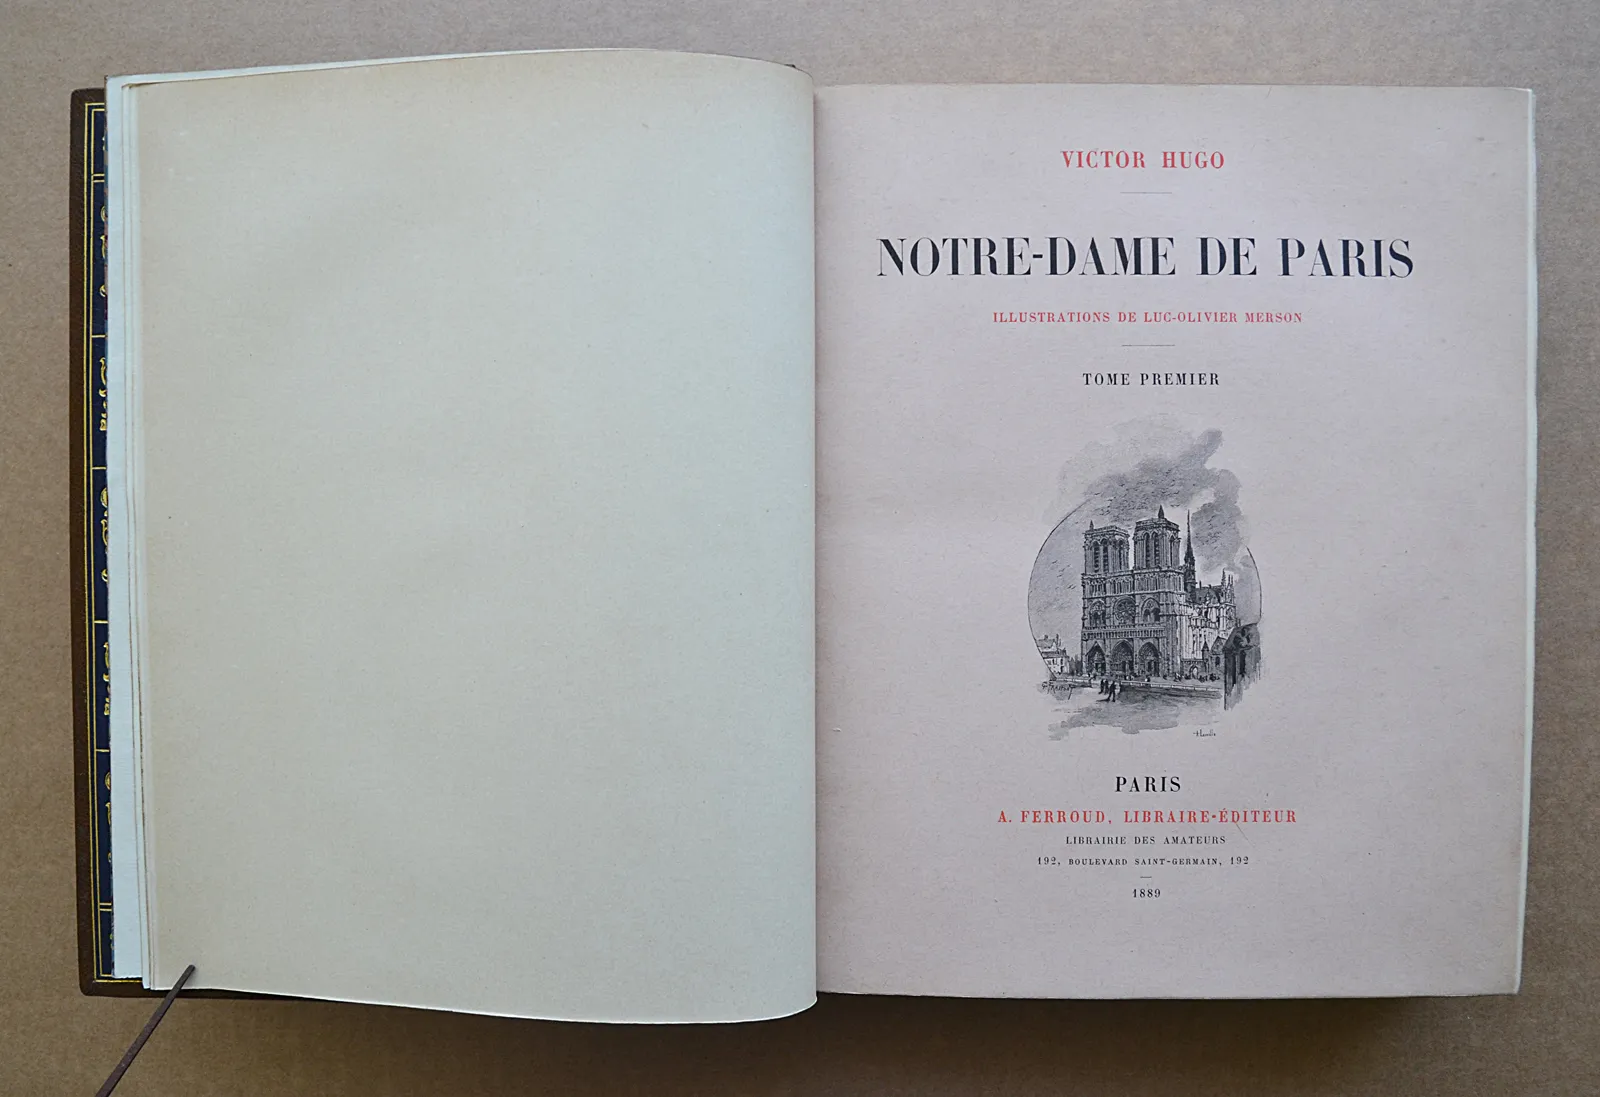 VICTOR HUGO
NOTRE-DAME DE PARIS
ILLUSTRATIONS DE LUC-OLIVIER MERSON
TOME PREMIER
PARIS
A. FERROUD, LIBRAIRE-ÉDITEUR
LIBRAIRIE DES AMATEURS
192, BOULEVARD SAINT-GERMAIN, 192
1889